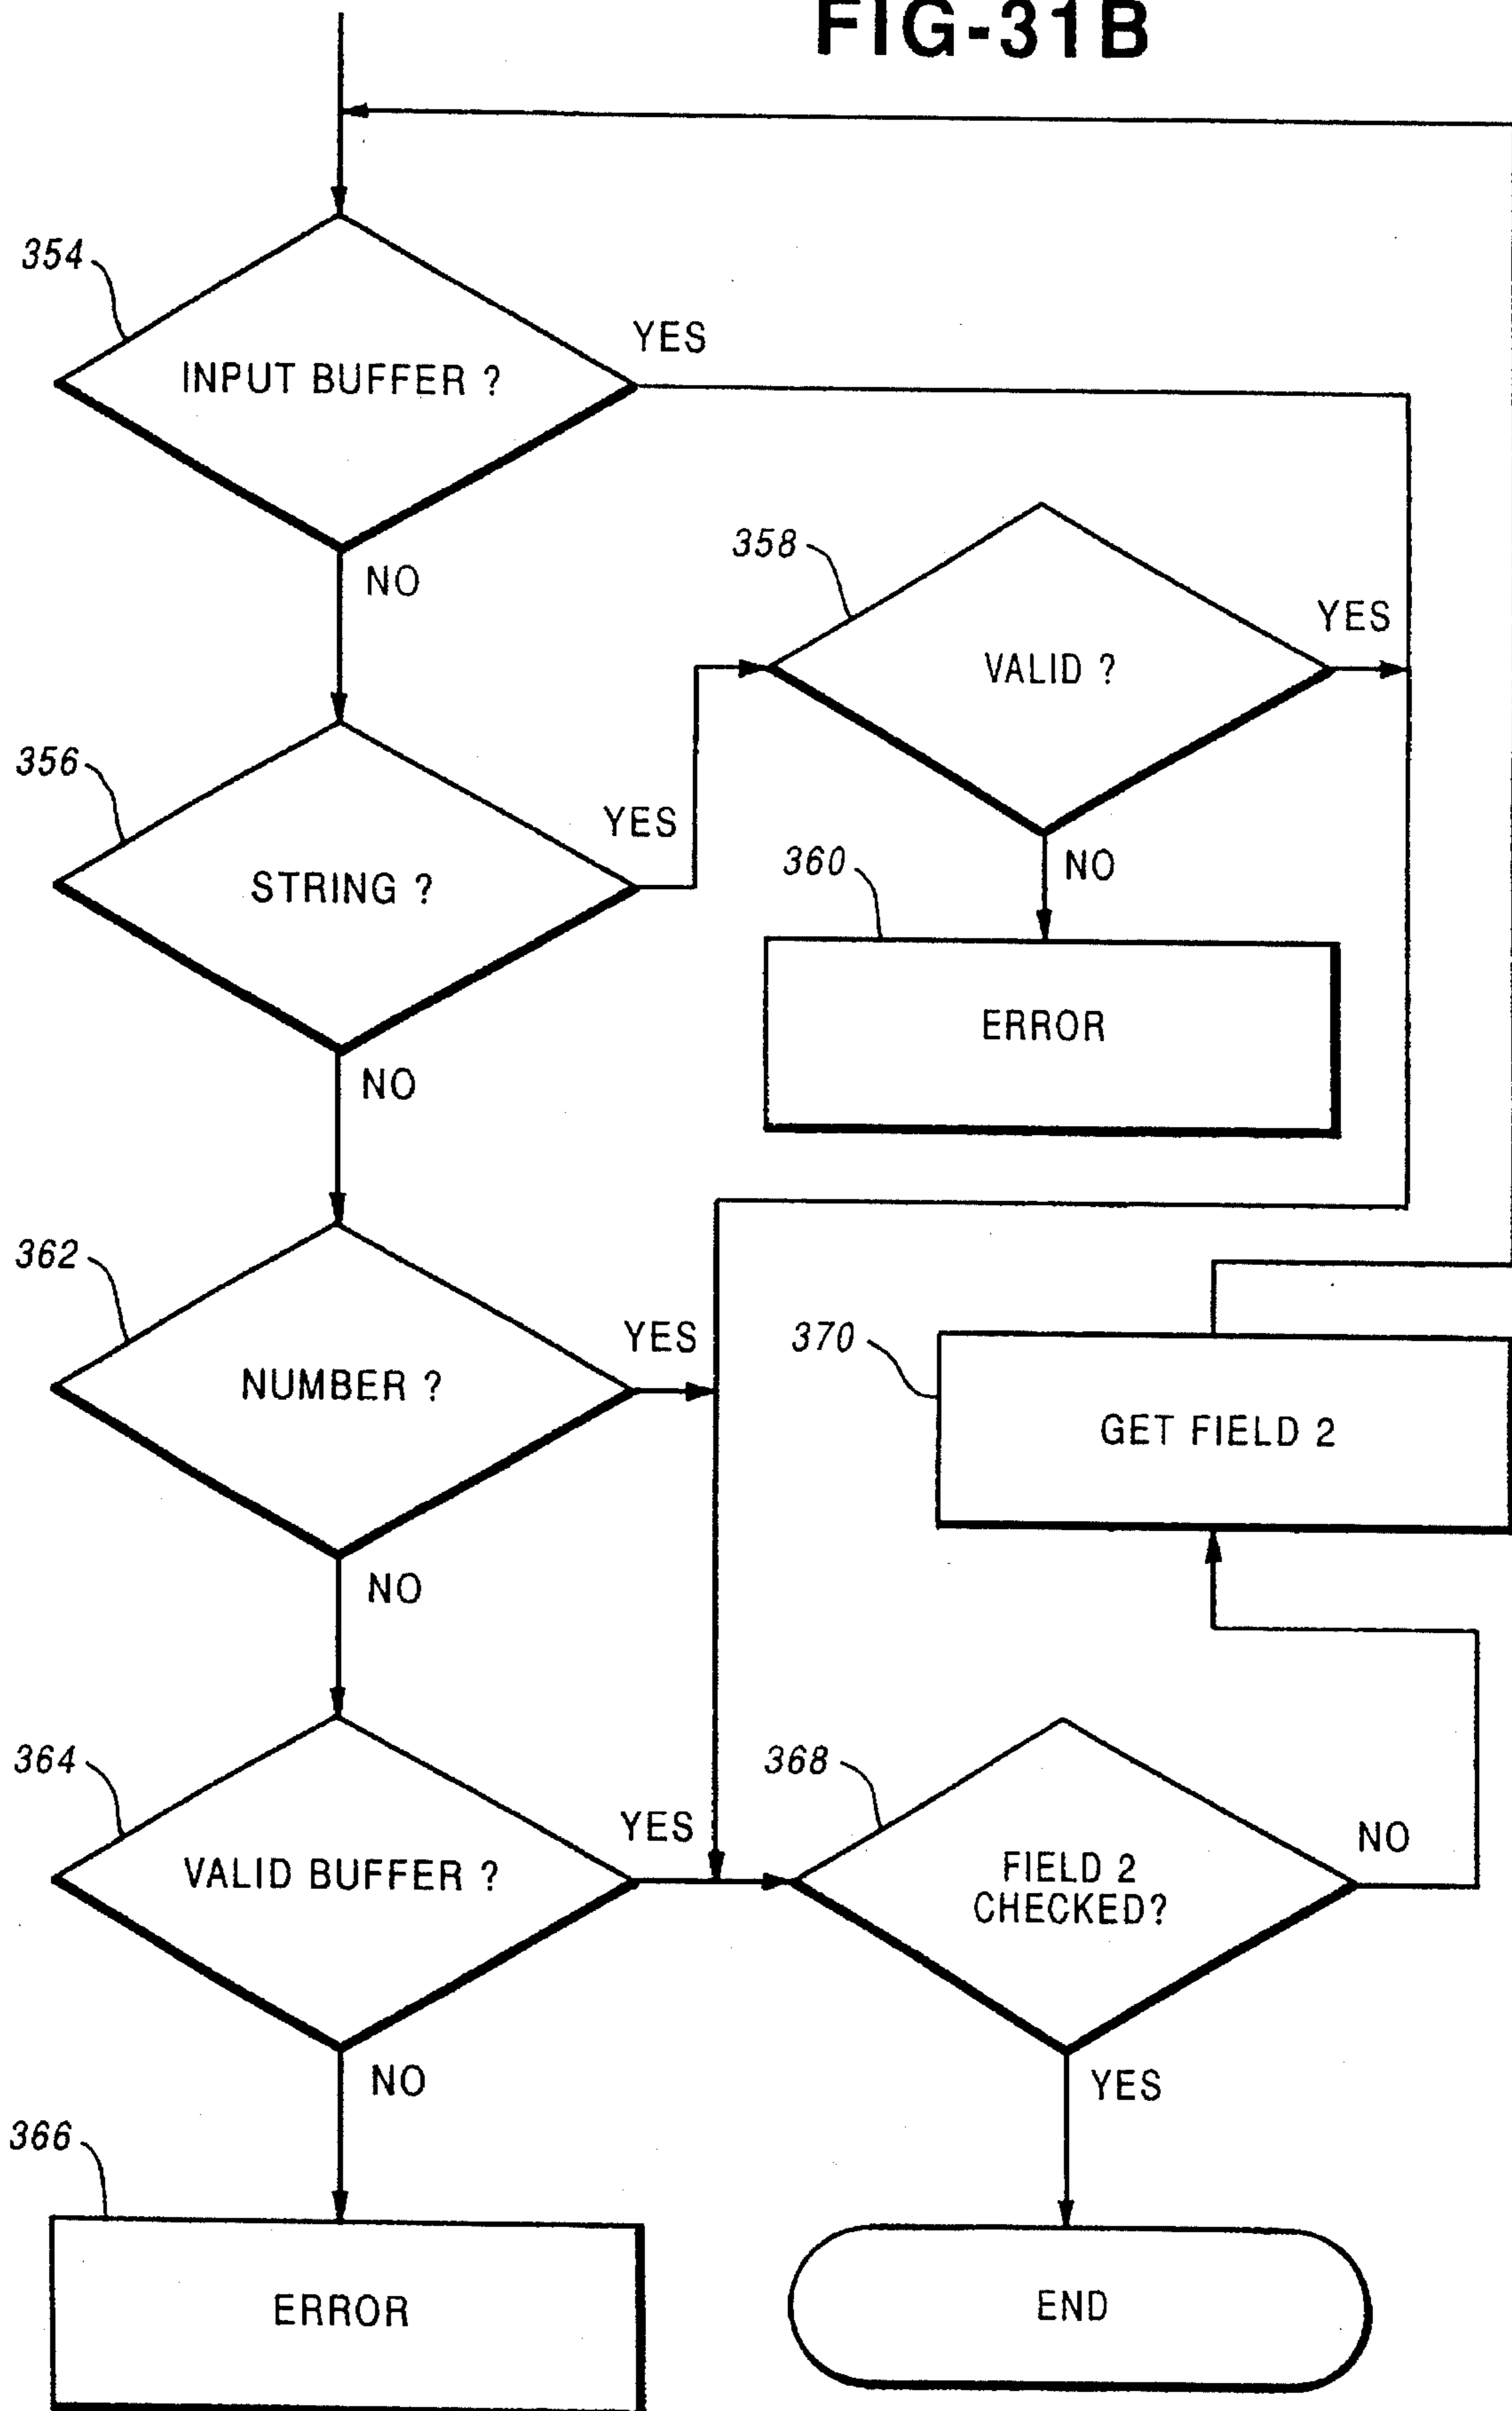 FIG-31B
354
INPUT BUFFER ?
YES
NO
358
VALID ?
YES
NO
356
STRING ?
YES
NO
360
ERROR
362
NUMBER ?
YES
NO
370
GET FIELD 2
364
VALID BUFFER ?
YES
NO
368
FIELD 2
CHECKED?
NO
YES
366
ERROR
END